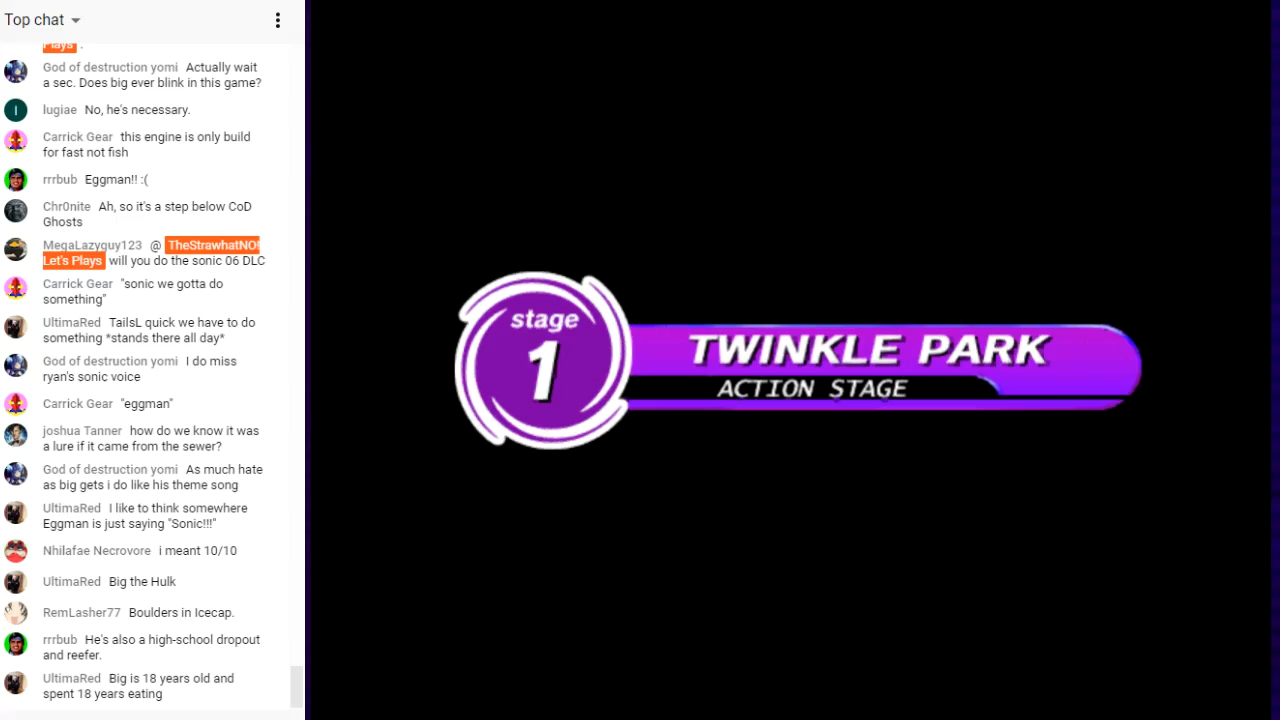 Top chat
Plays .
God of destruction yomi Actually wait
a sec. Does big ever blink in this game?
I
lugiae No, he's necessary.
Carrick Gear this engine is only build
for fast not fish
rrrbub Eggman!! :(
Chr0nite Ah, so it's a step below CoD
Ghosts
MegaLazyguy123 @ TheStrawhatNO!
Let's Plays will you do the sonic 06 DLC
Carrick Gear "sonic we gotta do
something"
UltimaRed TailsL quick we have to do
something *stands there all day*
God of destruction yomi I do miss
ryan's sonic voice
Carrick Gear "eggman"
joshua Tanner how do we know it was
a lure if it came from the sewer?
God of destruction yomi As much hate
as big gets i do like his theme song
UltimaRed I like to think somewhere
Eggman is just saying "Sonic!!!"
Nhilafae Necrovore i meant 10/10
UltimaRed Big the Hulk
RemLasher77 Boulders in Icecap.
rrrbub He's also a high-school dropout
and reefer.
UltimaRed Big is 18 years old and
spent 18 years eating
stage
1
TWINKLE PARK
ACTION STAGE